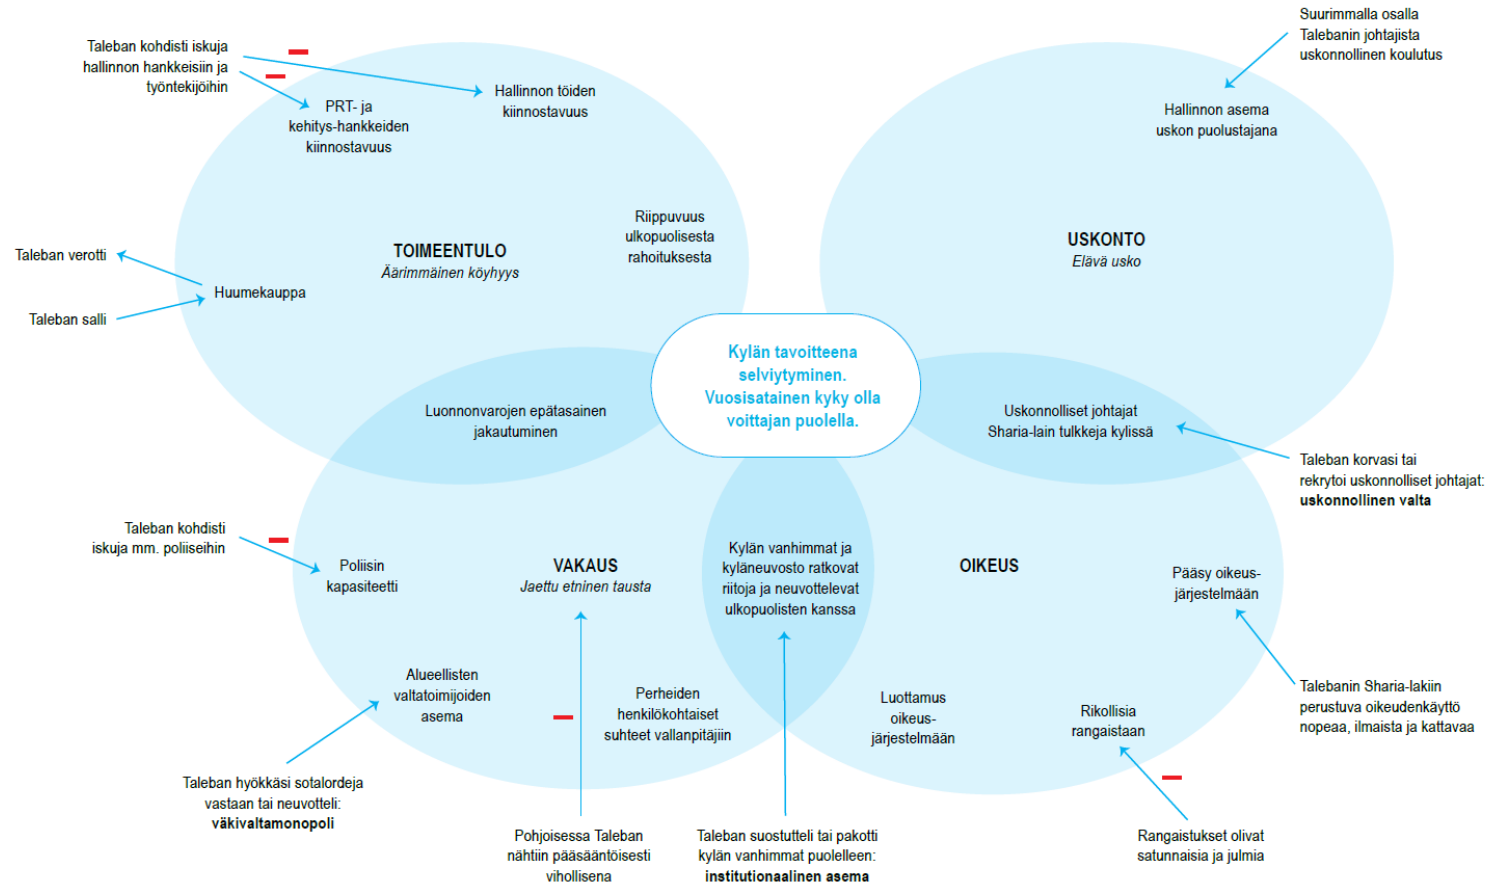 Taleban kohdisti iskuja
hallinnon hankkeisiin ja
työntekijöihin
PRT- ja
kehitys-hankkeiden
kiinnostavuus
Hallinnon töiden
kiinnostavuus
Suurimmalla osalla
Talebanin johtajista
uskonnollinen koulutus
Hallinnon asema
uskon puolustajana
Riippuvuus
ulkopuolisesta
rahoituksesta
TOIMEENTULO
Äärimmäinen köyhyys
USKONTO
Elävä usko
Taleban verotti
Huumekauppa
Taleban salli
Kylän tavoitteena
selviytyminen.
Vuosisatainen kyky olla
voittajan puolella.
Luonnonvarojen epätasainen
jakautuminen
Uskonnolliset johtajat
Sharia-lain tulkkeja kylissä
Taleban korvasi tai
rekrytoi uskonnolliset johtajat:
uskonnollinen valta
Taleban kohdisti
iskuja mm. poliiseihin
Poliisin
kapasiteetti
VAKAUS
Jaettu etninen tausta
Kylän vanhimmat ja
kyläneuvosto ratkovat
riitoja ja neuvottelevat
ulkopuolisten kanssa
OIKEUS
Pääsy oikeus-
järjestelmään
Alueellisten
valtatoimijoiden
asema
Perheiden
henkilökohtaiset
suhteet vallanpitäjiin
Luottamus
oikeus-
järjestelmään
Rikollisia
rangaistaan
Talebanin Sharia-lakiin
perustuva oikeudenkäyttö
nopeaa, ilmaista ja kattavaa
Taleban hyökkäsi sotalordeja
vastaan tai neuvotteli:
väkivaltamonopoli
Pohjoisessa Taleban
nähtiin pääsääntöisesti
vihollisena
Taleban suostutteli tai pakotti
kylän vanhimmat puolelleen:
institutionaalinen asema
Rangaistukset olivat
satunnaisia ja julmia